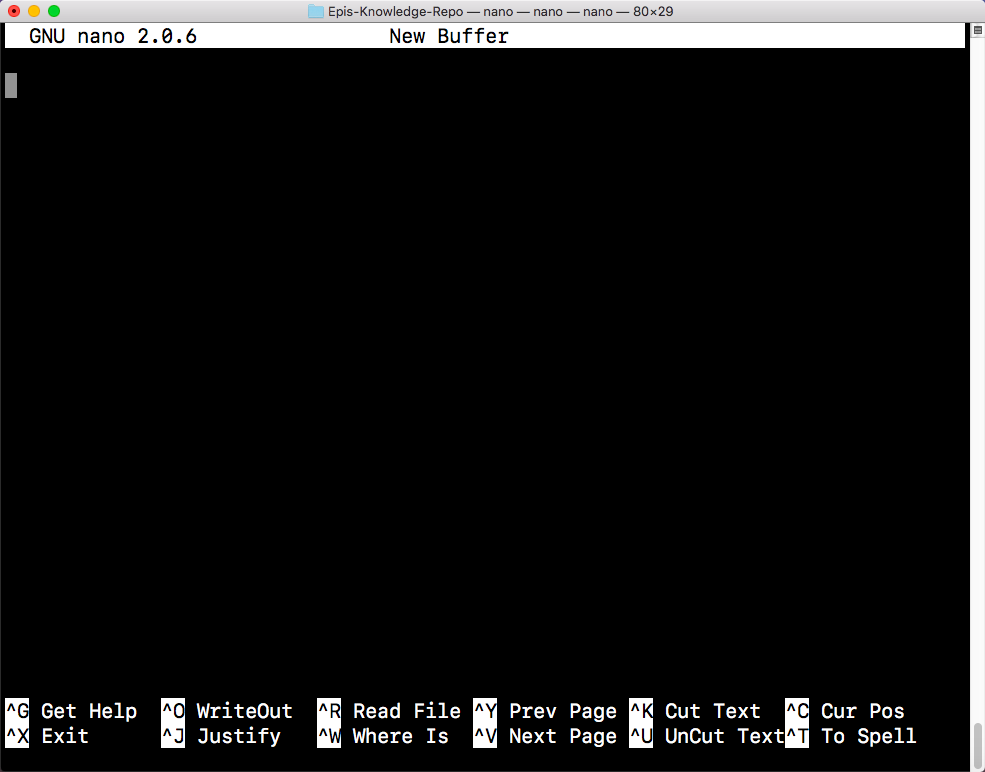 Epis-Knowledge-Repo — nano — nano — nano — 80×29
GNU nano 2.0.6 New Buffer
^G Get Help ^O WriteOut ^R Read File ^Y Prev Page ^K Cut Text ^C Cur Pos
^X Exit ^J Justify ^W Where Is ^V Next Page ^U UnCut Text ^T To Spell